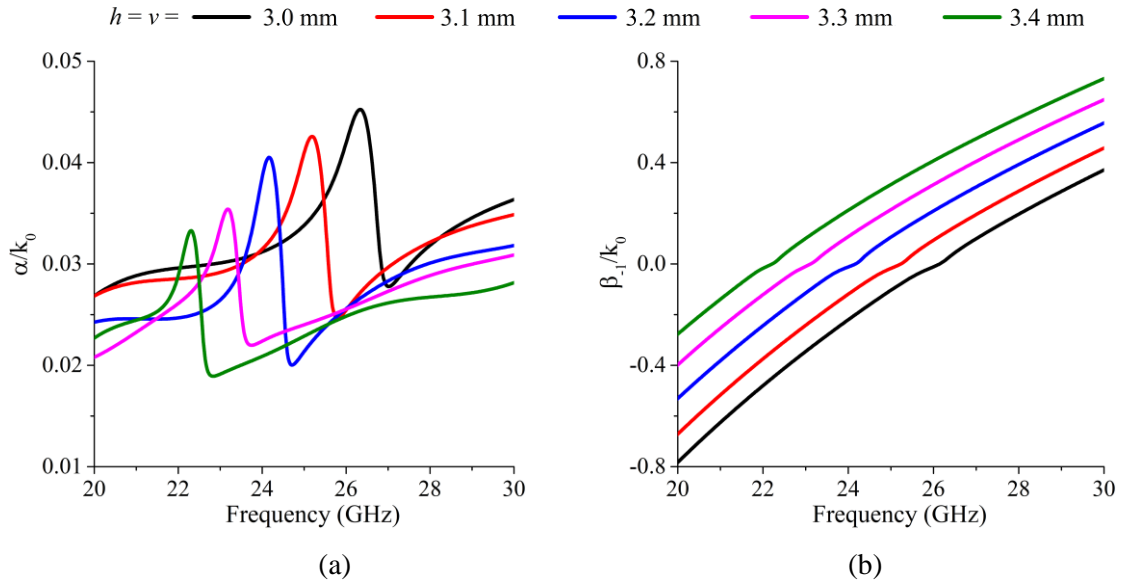 h = v = 3.0 mm 3.1 mm 3.2 mm 3.3 mm 3.4 mm
0.05
0.04
0.03
0.02
0.01
α/k₀
20 22 24 26 28 30
Frequency (GHz)
(a)
0.8
0.4
0.0
-0.4
-0.8
β₋₁/k₀
20 22 24 26 28 30
Frequency (GHz)
(b)